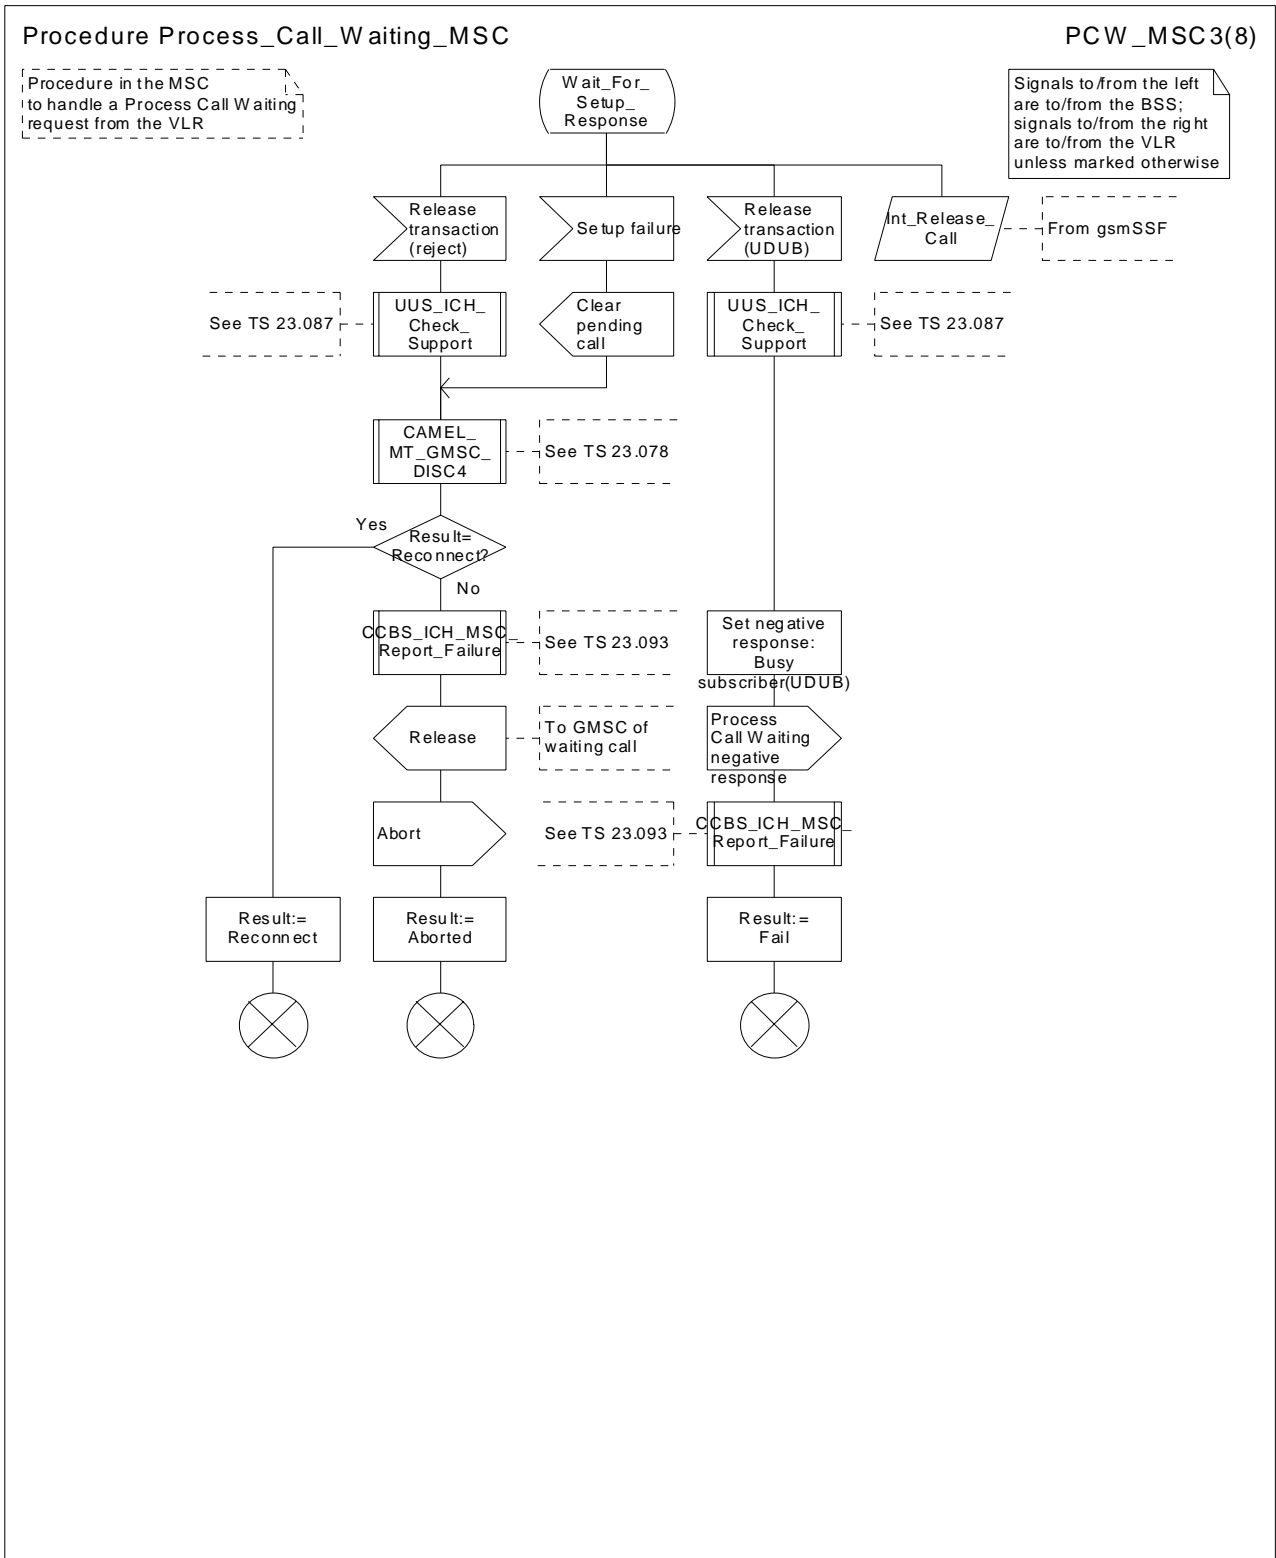 Procedure Process_Call_Waiting_MSC
PCW_MSC3(8)
Procedure in the MSC
to handle a Process Call Waiting
request from the VLR
Wait_For_
Setup_
Response
Signals to/from the left
are to/from the BSS;
signals to/from the right
are to/from the VLR
unless marked otherwise
Release
transaction
(reject)
Setup failure
Release
transaction
(UDUB)
Int_Release_
Call
From gsmSSF
See TS 23.087
UUS_ICH_
Check_
Support
Clear
pending
call
UUS_ICH_
Check_
Support
See TS 23.087
CAMEL_
MT_GMSC_
DISC4
See TS 23.078
Yes
Result=
Reconnect?
No
CCBS_ICH_MSC_
Report_Failure
See TS 23.093
Set negative
response:
Busy
subscriber(UDUB)
Release
To GMSC of
waiting call
Process
Call Waiting
negative
response
Abort
See TS 23.093
CCBS_ICH_MSC_
Report_Failure
Result:=
Reconnect
Result:=
Aborted
Result:=
Fail